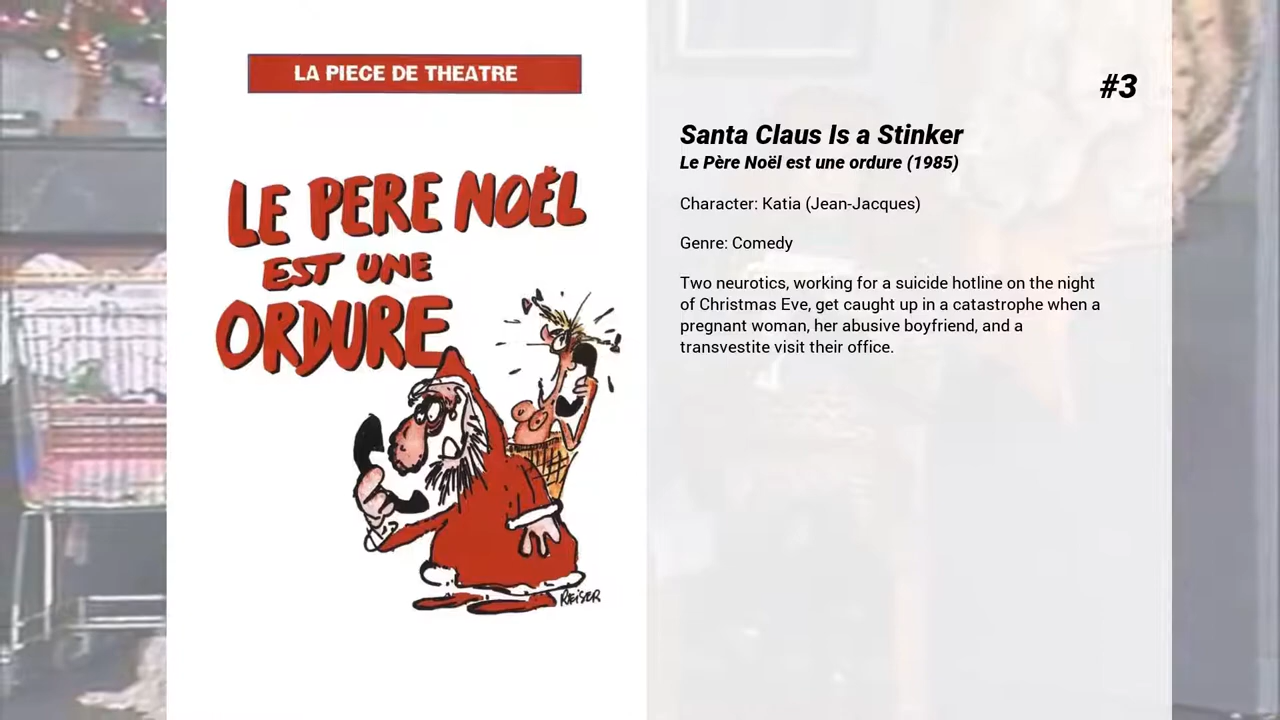 LA PIECE DE THEATRE
LE PERE NOËL
EST UNE
ORDURE
REISER
#3
Santa Claus Is a Stinker
Le Père Noël est une ordure (1985)
Character: Katia (Jean-Jacques)
Genre: Comedy
Two neurotics, working for a suicide hotline on the night
of Christmas Eve, get caught up in a catastrophe when a
pregnant woman, her abusive boyfriend, and a
transvestite visit their office.